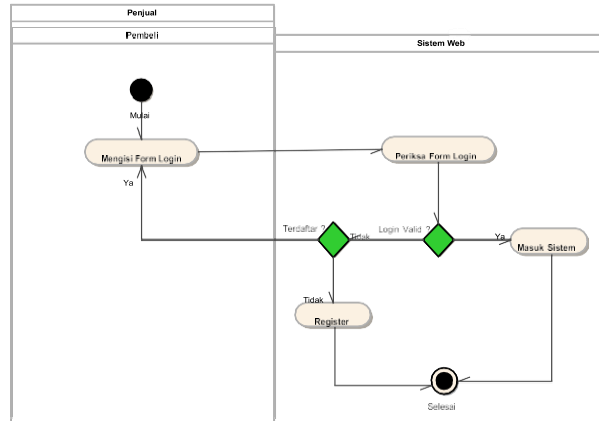 Penjual
Pembeli
Sistem Web
Mulai
Mengisi Form Login
Periksa Form Login
Ya
Terdaftar ?
Tidak
Login Valid ?
Ya
Masuk Sistem
Tidak
Register
Selesai